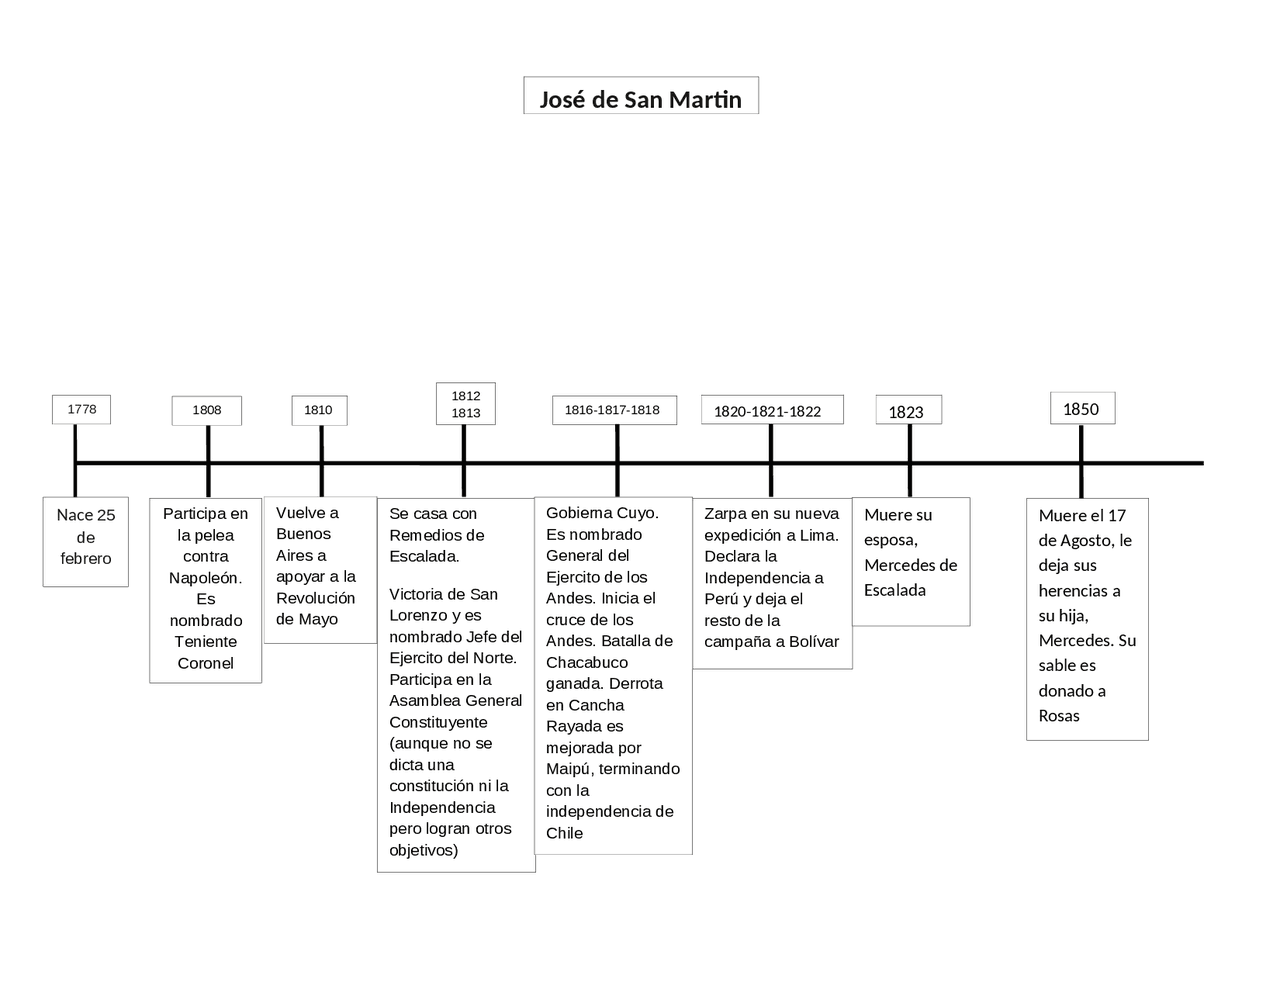 José de San Martin
1778
1808
1810
1812
1813
1816-1817-1818
1820-1821-1822
1823
1850
Nace 25
de
febrero
Participa en
la pelea
contra
Napoleón.
Es
nombrado
Teniente
Coronel
Vuelve a
Buenos
Aires a
apoyar a la
Revolución
de Mayo
Se casa con
Remedios de
Escalada.
Victoria de San
Lorenzo y es
nombrado Jefe del
Ejercito del Norte.
Participa en la
Asamblea General
Constituyente
(aunque no se
dicta una
constitución ni la
Independencia
pero logran otros
objetivos)
Gobierna Cuyo.
Es nombrado
General del
Ejercito de los
Andes. Inicia el
cruce de los
Andes. Batalla de
Chacabuco
ganada. Derrota
en Cancha
Rayada es
mejorada por
Maipú, terminando
con la
independencia de
Chile
Zarpa en su nueva
expedición a Lima.
Declara la
Independencia a
Perú y deja el
resto de la
campaña a Bolívar
Muere su
esposa,
Mercedes de
Escalada
Muere el 17
de Agosto, le
deja sus
herencias a
su hija,
Mercedes. Su
sable es
donado a
Rosas